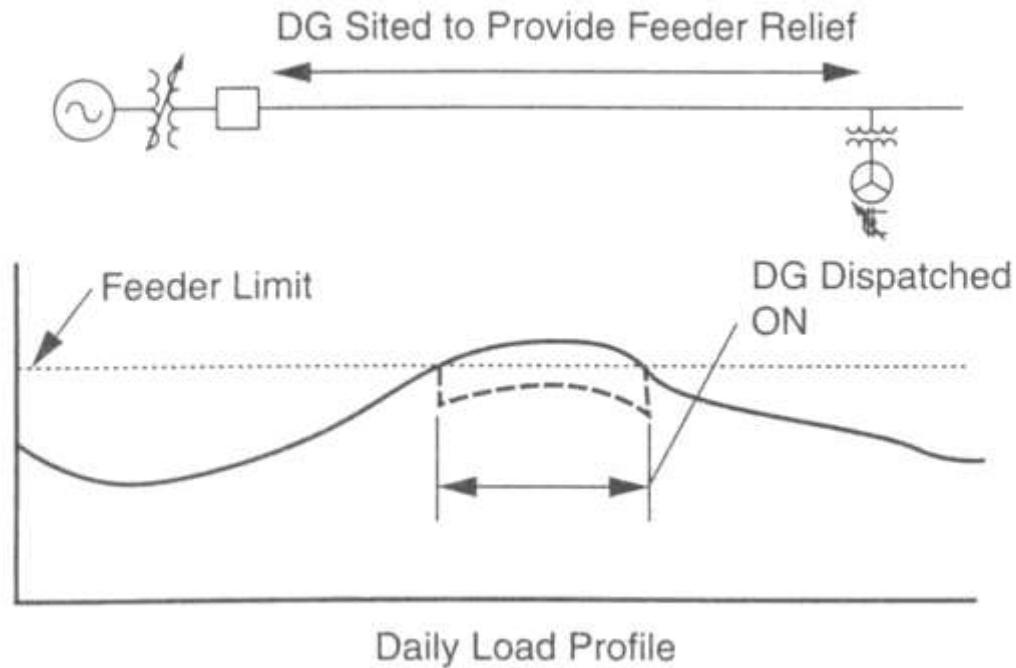 DG Sited to Provide Feeder Relief
Feeder Limit
DG Dispatched
ON
Daily Load Profile